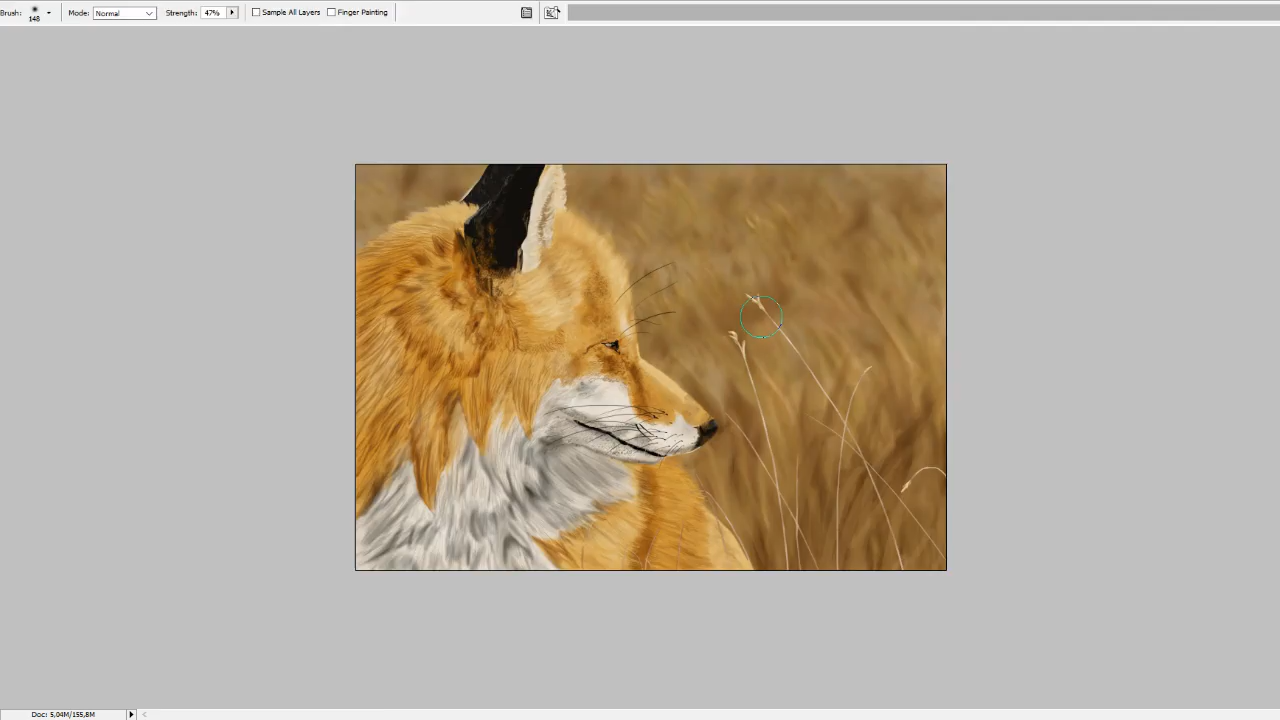 Brush: 148 Mode: Normal Strength: 47% Sample All Layers Finger Painting
Doc: 5,04M/155,8M